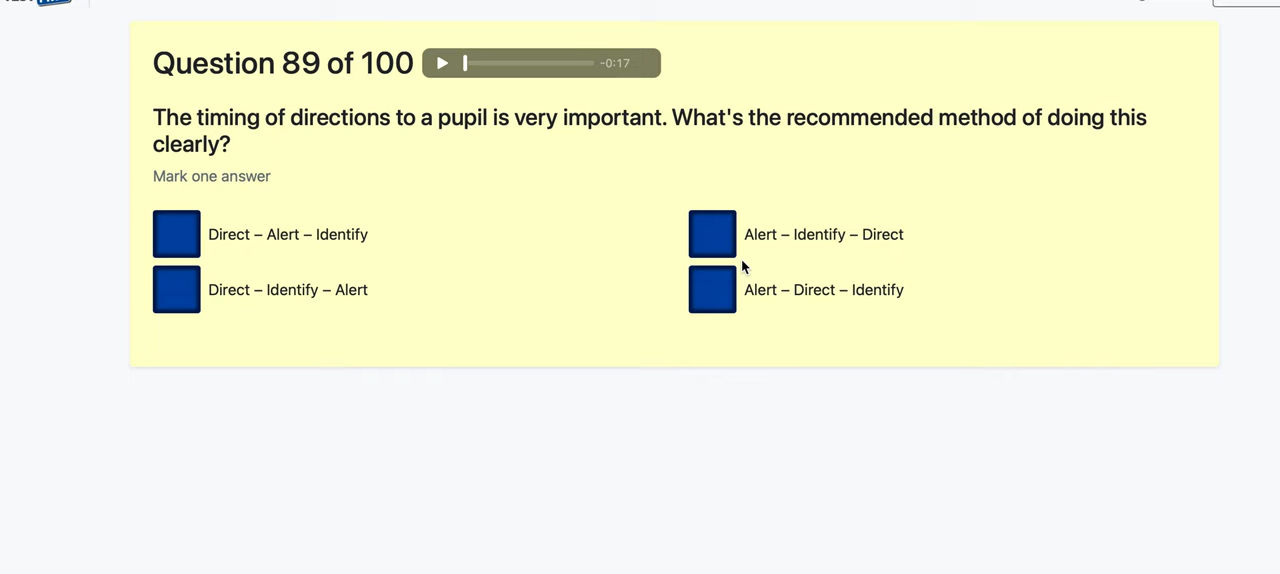 Question 89 of 100
-0:17
The timing of directions to a pupil is very important. What's the recommended method of doing this
clearly?
Mark one answer
Direct – Alert – Identify
Alert – Identify – Direct
Direct – Identify – Alert
Alert – Direct – Identify